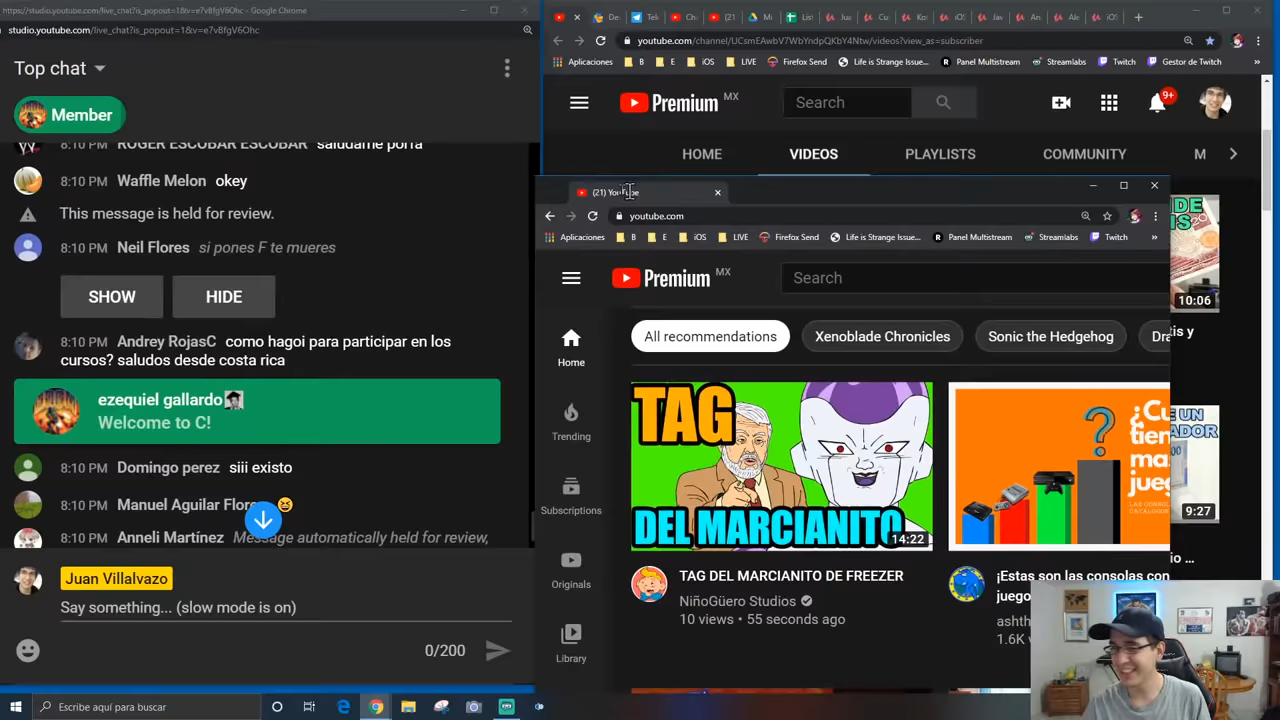 https://studio.youtube.com/live_chat?is_popout=1&v=e7vBfgV6Ohc - Google Chrome
studio.youtube.com/live_chat?is_popout=1&v=e7vBfgV6Ohc
Top chat
Member
8:10 PM ROGER ESCOBAR ESCOBAR saludame porfa
8:10 PM Waffle Melon okey
This message is held for review.
8:10 PM Neil Flores si pones F te mueres
SHOW HIDE
8:10 PM Andrey RojasC como hagoi para participar en los
cursos? saludos desde costa rica
ezequiel gallardo
Welcome to C!
8:10 PM Domingo perez siii existo
8:10 PM Manuel Aguilar Flore
8:10 PM Anneli Martínez Message automatically held for review,
Juan Villalvazo
Say something... (slow mode is on)
0/200
youtube.com/channel/UCsmEAwbV7WbYndpQKbY4Ntw/videos?view_as=subscriber
Aplicaciones B E iOS LIVE Firefox Send Life is Strange Issue... Panel Multistream Streamlabs Twitch Gestor de Twitch »
Premium MX
Search
9+
HOME VIDEOS PLAYLISTS COMMUNITY M
10:06
9:27
(21) YouTube
youtube.com
Aplicaciones B E iOS LIVE Firefox Send Life is Strange Issue... Panel Multistream Streamlabs Twitch »
Premium MX
Search
Home
Trending
Subscriptions
Originals
Library
All recommendations Xenoblade Chronicles Sonic the Hedgehog Dra
TAG
DEL MARCIANITO
14:22
TAG DEL MARCIANITO DE FREEZER
NiñoGüero Studios
10 views • 55 seconds ago
¿Cu
tien
ma
jueg
¡Estas son las consolas con
juego
ashth
1.6K
Escribe aquí para buscar